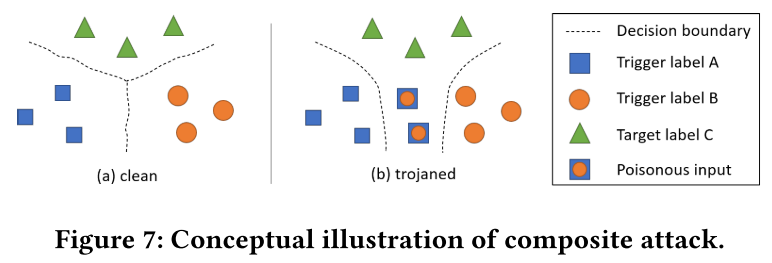 Decision boundary
Trigger label A
Trigger label B
Target label C
Poisonous input
(a) clean
(b) trojaned
Figure 7: Conceptual illustration of composite attack.